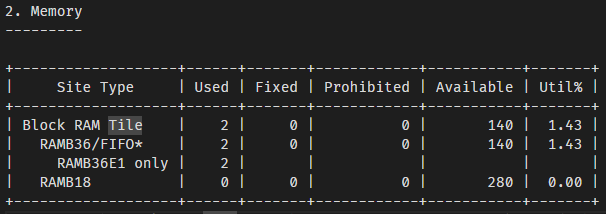 2. Memory
---------
+-------------------+------+-------+------------+-----------+-------+
|     Site Type     | Used | Fixed | Prohibited | Available | Util% |
+-------------------+------+-------+------------+-----------+-------+
| Block RAM Tile    |    2 |     0 |          0 |       140 |  1.43 |
|   RAMB36/FIFO*    |    2 |     0 |          0 |       140 |  1.43 |
|     RAMB36E1 only |    2 |       |            |           |       |
|   RAMB18          |    0 |     0 |          0 |       280 |  0.00 |
+-------------------+------+-------+------------+-----------+-------+